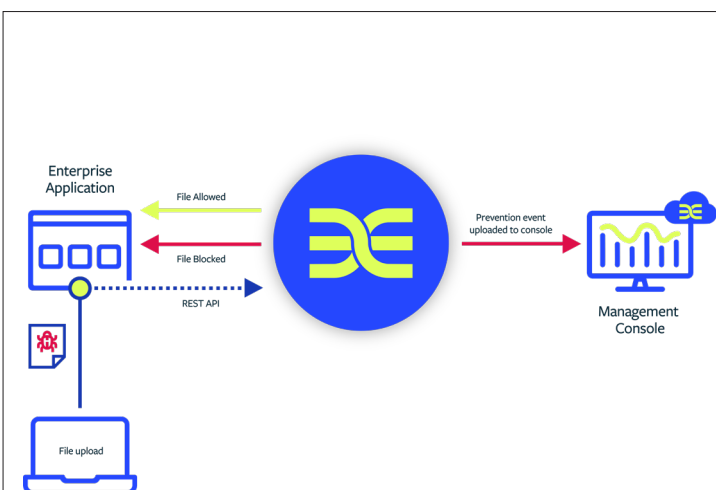 Enterprise
Application
File Allowed
File Blocked
REST API
Prevention event
uploaded to console
Management
Console
File upload